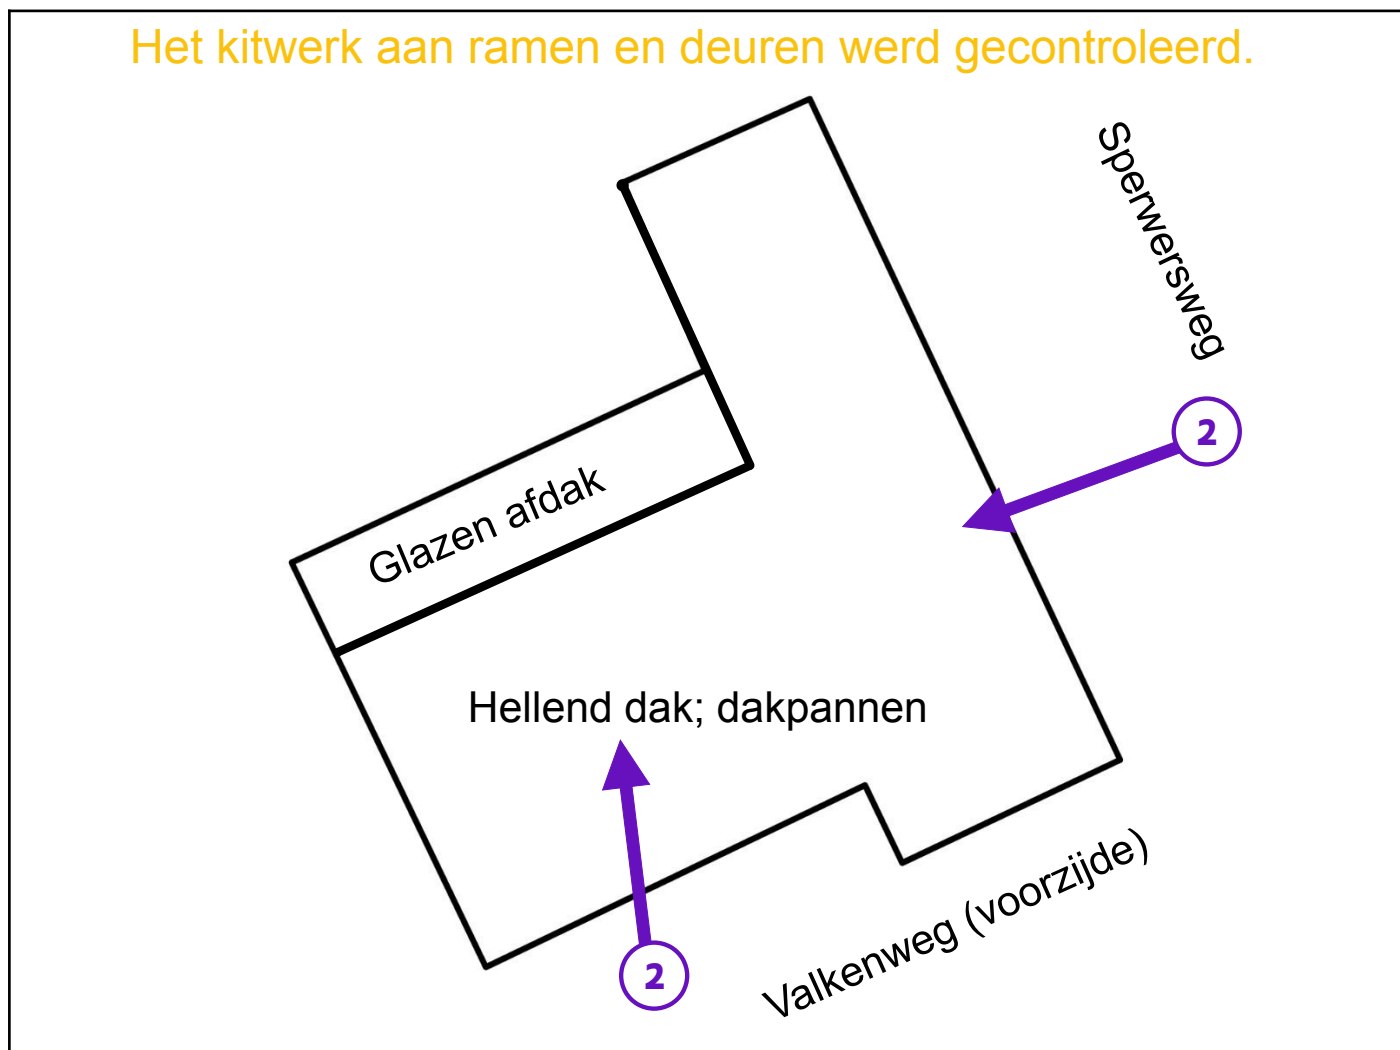 Het kitwerk aan ramen en deuren werd gecontroleerd.
Sperwersweg
2
Glazen afdak
Hellend dak; dakpannen
Valkenweg (voorzijde)
2